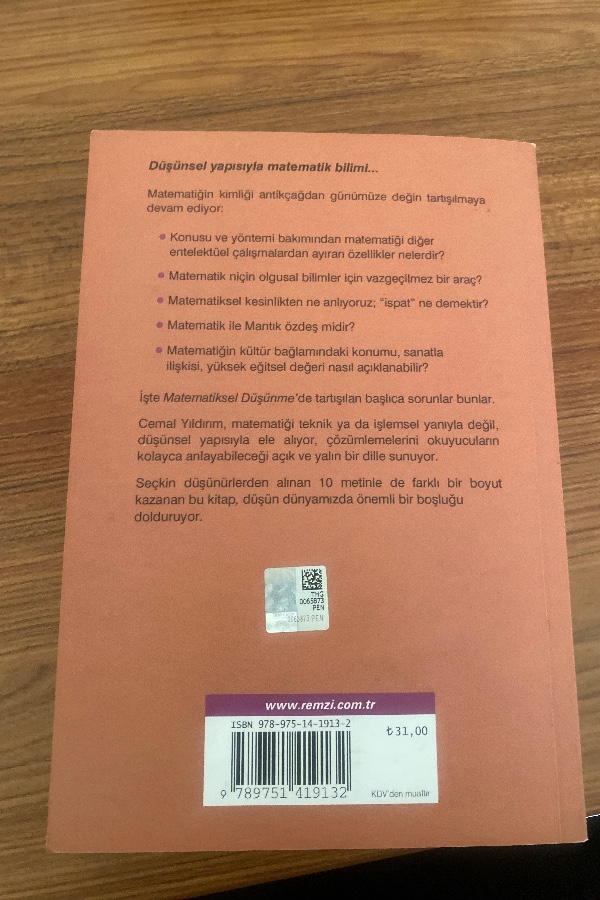 Düşünsel yapısıyla matematik bilimi...
Matematiğin kimliği antikçağdan günümüze değin tartışılmaya
devam ediyor:
• Konusu ve yöntemi bakımından matematiği diğer
entelektüel çalışmalardan ayıran özellikler nelerdir?
• Matematik niçin olgusal bilimler için vazgeçilmez bir araç?
• Matematiksel kesinlikten ne anlıyoruz; “ispat” ne demektir?
• Matematik ile Mantık özdeş midir?
• Matematiğin kültür bağlamındaki konumu, sanatla
ilişkisi, yüksek eğitsel değeri nasıl açıklanabilir?
İşte Matematiksel Düşünme’de tartışılan başlıca sorunlar bunlar.
Cemal Yıldırım, matematiği teknik ya da işlemsel yanıyla değil,
düşünsel yapısıyla ele alıyor, çözümlemelerini okuyucuların
kolayca anlayabileceği açık ve yalın bir dille sunuyor.
Seçkin düşünürlerden alınan 10 metinle de farklı bir boyut
kazanan bu kitap, düşün dünyamızda önemli bir boşluğu
dolduruyor.
THG
0065873
PEN
www.remzi.com.tr
ISBN 978-975-14-1913-2
₺31,00
9 789751 419132
KDV'den muaftır